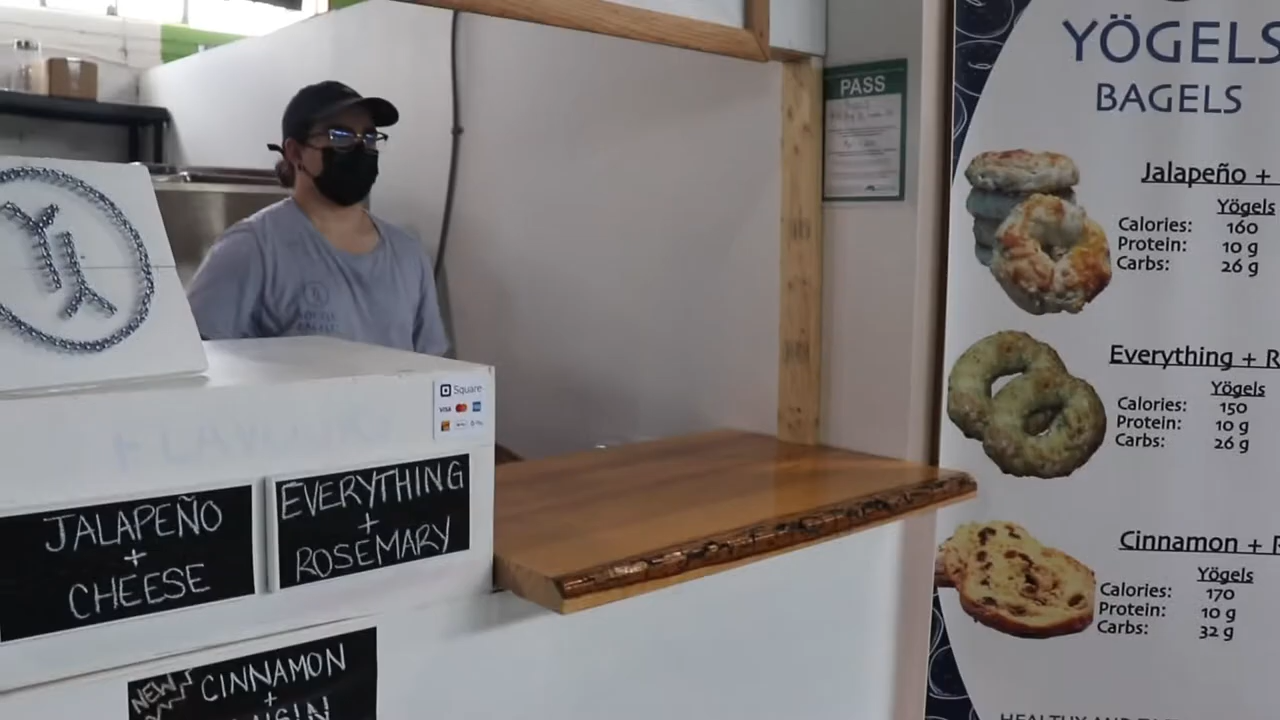 PASS
YÖGELS
BAGELS
Jalapeño +
Yögels
Calories: 160
Protein: 10 g
Carbs: 26 g
Everything + R
Yögels
Calories: 150
Protein: 10 g
Carbs: 26 g
Cinnamon + R
Yögels
Calories: 170
Protein: 10 g
Carbs: 32 g
Square
VISA
JALAPEÑO
+
CHEESE
EVERYTHING
+
ROSEMARY
NEW
CINNAMON
+